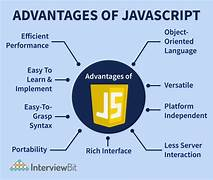 ADVANTAGES OF JAVASCRIPT
Efficient
Performance
Object-
Oriented
Language
Easy To
Learn &
Implement
Advantages of
JS
Versatile
Easy-To-
Grasp
Syntax
Platform
Independent
Portability
Rich Interface
Less Server
Interaction
InterviewBit